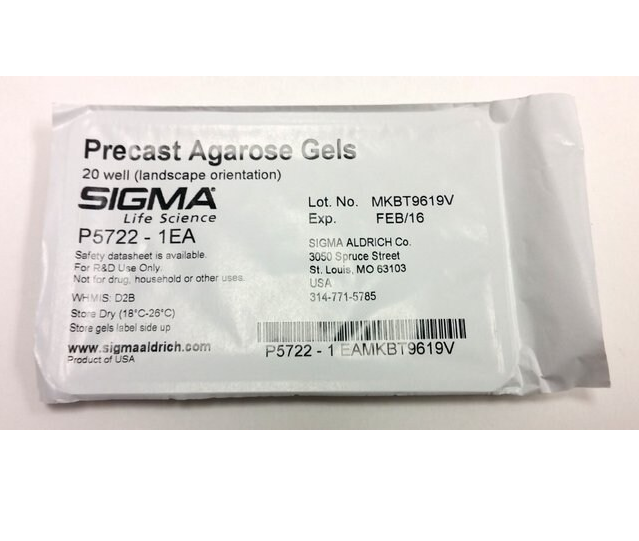 Precast Agarose Gels
20 well (landscape orientation)
SIGMA
Life Science
P5722 - 1EA
Safety datasheet is available.
For R&D Use Only.
Not for drug, household or other uses.
WHMIS: D2B
Store Dry (18°C-26°C)
Store gels label side up
www.sigmaaldrich.com
Product of USA
Lot. No. MKBT9619V
Exp. FEB/16
SIGMA ALDRICH Co.
3050 Spruce Street
St. Louis, MO 63103
USA
314-771-5785
P5722 - 1 EAMKBT9619V